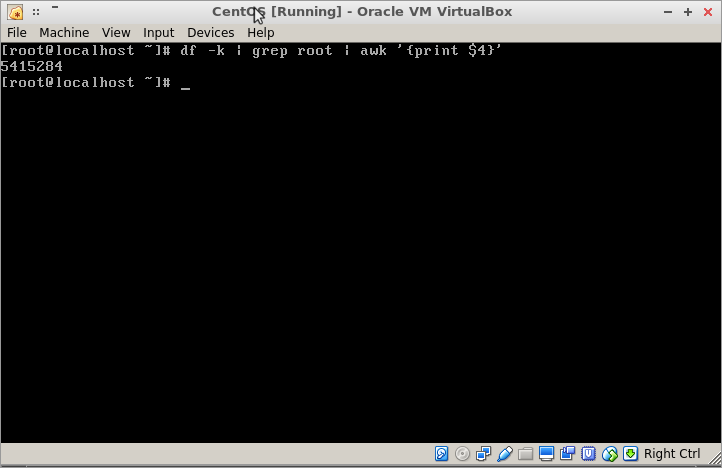 CentOS [Running] - Oracle VM VirtualBox
File Machine View Input Devices Help
[root@localhost ~]# df -k | grep root | awk '{print $4}'
5415284
[root@localhost ~]# _
Right Ctrl